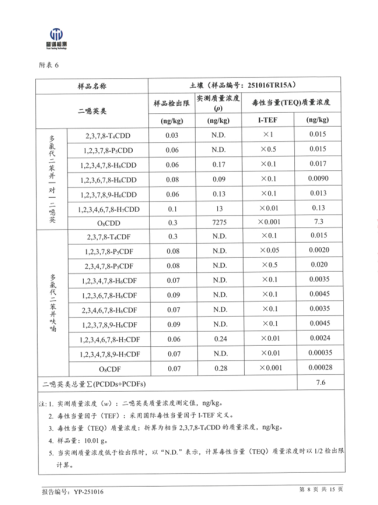 附表 6
样品名称 土壤（样品编号：251016TR15A）
二噁英类 样品检出限 实测质量浓度(ρ) 毒性当量(TEQ)质量浓度
(ng/kg) (ng/kg) I-TEF (ng/kg)
多氯代二苯并-对-二噁英
2,3,7,8-T₄CDD 0.03 N.D. ×1 0.015
1,2,3,7,8-P₅CDD 0.06 N.D. ×0.5 0.015
1,2,3,4,7,8-H₆CDD 0.06 0.17 ×0.1 0.017
1,2,3,6,7,8-H₆CDD 0.08 0.09 ×0.1 0.0090
1,2,3,7,8,9-H₆CDD 0.06 0.13 ×0.1 0.013
1,2,3,4,6,7,8-H₇CDD 0.1 13 ×0.01 0.13
O₈CDD 0.3 7275 ×0.001 7.3
多氯代二苯并呋喃
2,3,7,8-T₄CDF 0.3 N.D. ×0.1 0.015
1,2,3,7,8-P₅CDF 0.08 N.D. ×0.05 0.0020
2,3,4,7,8-P₅CDF 0.08 N.D. ×0.5 0.020
1,2,3,4,7,8-H₆CDF 0.07 N.D. ×0.1 0.0035
1,2,3,6,7,8-H₆CDF 0.09 N.D. ×0.1 0.0045
2,3,4,6,7,8-H₆CDF 0.07 N.D. ×0.1 0.0035
1,2,3,7,8,9-H₆CDF 0.09 N.D. ×0.1 0.0045
1,2,3,4,6,7,8-H₇CDF 0.06 0.24 ×0.01 0.0024
1,2,3,4,7,8,9-H₇CDF 0.07 N.D. ×0.01 0.00035
O₈CDF 0.07 0.28 ×0.001 0.00028
二噁英类总量∑(PCDDs+PCDFs) 7.6
注: 1. 实测质量浓度（w）：二噁英类质量浓度测定值，ng/kg。
2. 毒性当量因子（TEF）：采用国际毒性当量因子 I-TEF 定义。
3. 毒性当量（TEQ）质量浓度：折算为相当 2,3,7,8-T₄CDD 的质量浓度，ng/kg。
4. 样品量：10.01 g。
5. 当实测质量浓度低于检出限时，以“N.D.”表示，计算毒性当量（TEQ）质量浓度时以 1/2 检出限
计算。
报告编号：YP-251016 第 8 页 共 15 页